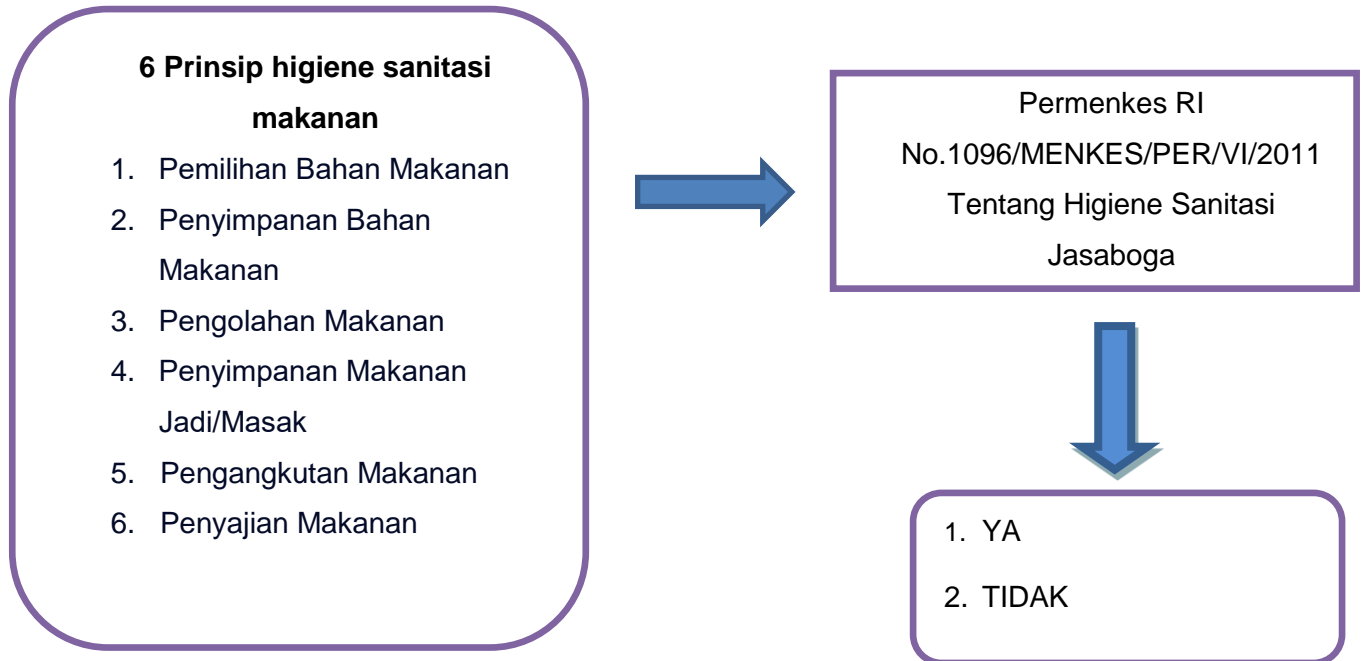 6 Prinsip higiene sanitasi
makanan
1. Pemilihan Bahan Makanan
2. Penyimpanan Bahan
Makanan
3. Pengolahan Makanan
4. Penyimpanan Makanan
Jadi/Masak
5. Pengangkutan Makanan
6. Penyajian Makanan
Permenkes RI
No.1096/MENKES/PER/VI/2011
Tentang Higiene Sanitasi
Jasaboga
1. YA
2. TIDAK